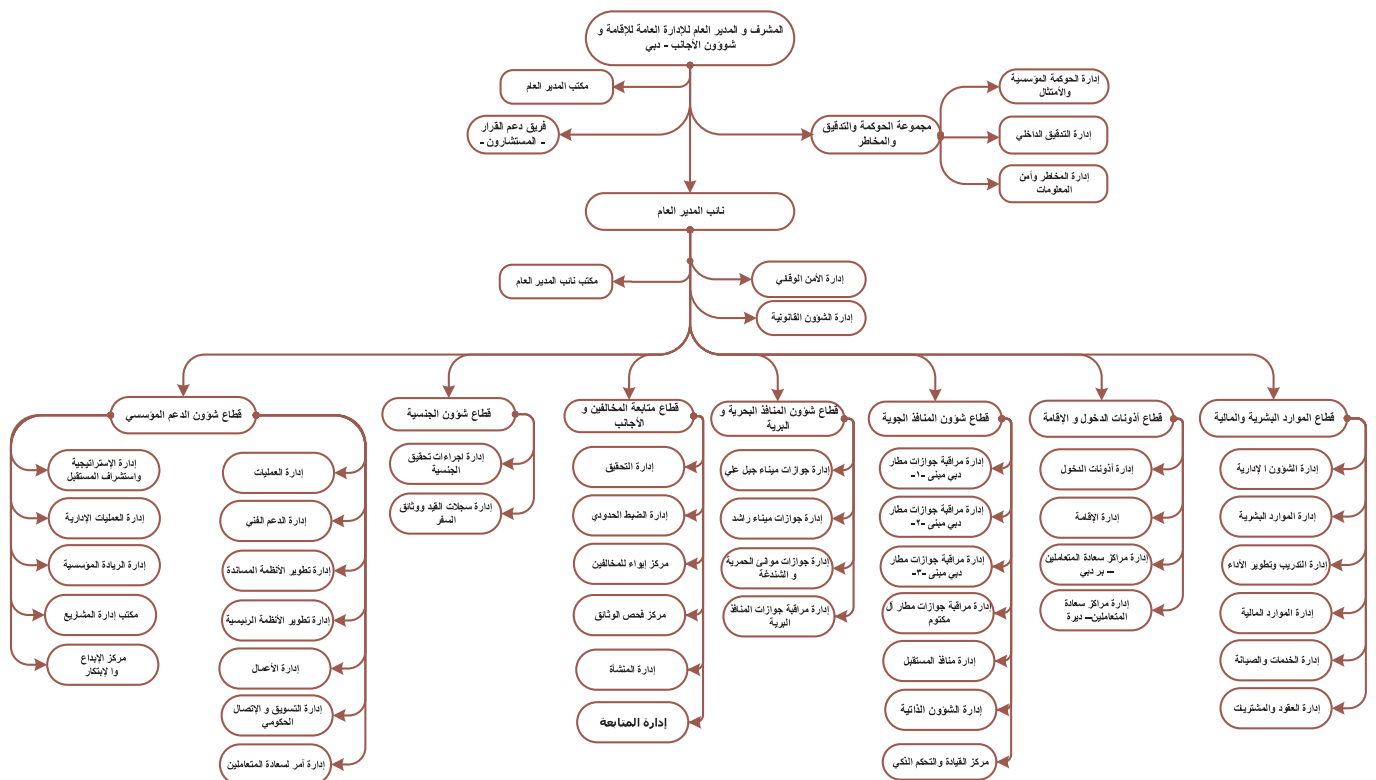 المشرف و المدير العام للإدارة العامة للإقامة و
شوؤون الأجانب - دبي
مكتب المدير العام
فريق دعم القرار
- المستشارون -
مجموعة الحوكمة والتدقيق
والمخاطر
إدارة الحوكمة المؤسسية
والأمتثال
إدارة التدقيق الداخلي
إدارة المخاطر وأمن
المعلومات
نائب المدير العام
مكتب نائب المدير العام
إدارة الأمن الوقائي
إدارة الشؤون القانونية
قطاع الموارد البشرية والمالية
إدارة الشؤون الإدارية
إدارة الموارد البشرية
إدارة التدريب وتطوير الأداء
إدارة الموارد المالية
إدارة الخدمات والصيانة
إدارة العقود والمشتريات
قطاع أذونات الدخول و الإقامة
إدارة أذونات الدخول
إدارة الإقامة
إدارة مراكز سعادة المتعاملين
– بر دبي
إدارة مراكز سعادة
المتعاملين– ديرة
قطاع شؤون المنافذ الجوية
إدارة مراقبة جوازات مطار
دبي مبنى -١-
إدارة مراقبة جوازات مطار
دبي مبنى -٢-
إدارة مراقبة جوازات مطار
دبي مبنى -٣-
إدارة مراقبة جوازات مطار آل
مكتوم
إدارة منافذ المستقبل
إدارة الشؤون الذاتية
مركز القيادة والتحكم الذكي
قطاع شؤون المنافذ البحرية و
البرية
إدارة جوازات ميناء جبل علي
إدارة جوازات ميناء راشد
إدارة جوازات موانئ الحمرية
و الشندغة
إدارة مراقبة جوازات المنافذ
البرية
قطاع متابعة المخالفين و
الأجانب
إدارة التحقيق
إدارة الضبط الحدودي
مركز إيواء للمخالفين
مركز فحص الوثائق
إدارة المنشأة
إدارة المتابعة
قطاع شؤون الجنسية
إدارة اجراءات تحقيق
الجنسية
إدارة سجلات القيد ووثائق
السفر
قطاع شؤون الدعم المؤسسي
إدارة العمليات
إدارة الدعم الفني
إدارة تطوير الأنظمة المساندة
إدارة تطوير الأنظمة الرئيسية
إدارة الأعمال
إدارة التسويق و الإتصال
الحكومي
إدارة آمر لسعادة المتعاملين
إدارة الإستراتيجية
واستشراف المستقبل
إدارة العمليات الإدارية
إدارة الريادة المؤسسية
مكتب إدارة المشاريع
مركز الإبداع
والإبتكار